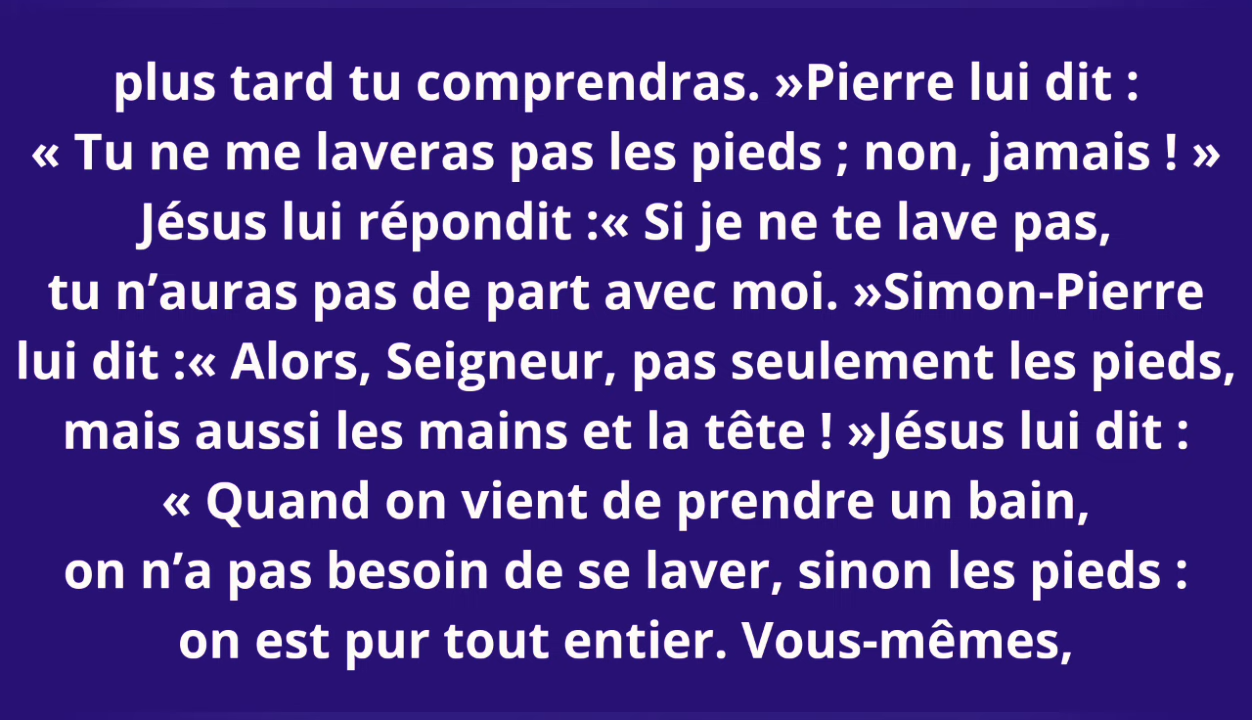 plus tard tu comprendras. »Pierre lui dit :
« Tu ne me laveras pas les pieds ; non, jamais ! »
Jésus lui répondit :« Si je ne te lave pas,
tu n’auras pas de part avec moi. »Simon-Pierre
lui dit :« Alors, Seigneur, pas seulement les pieds,
mais aussi les mains et la tête ! »Jésus lui dit :
« Quand on vient de prendre un bain,
on n’a pas besoin de se laver, sinon les pieds :
on est pur tout entier. Vous-mêmes,